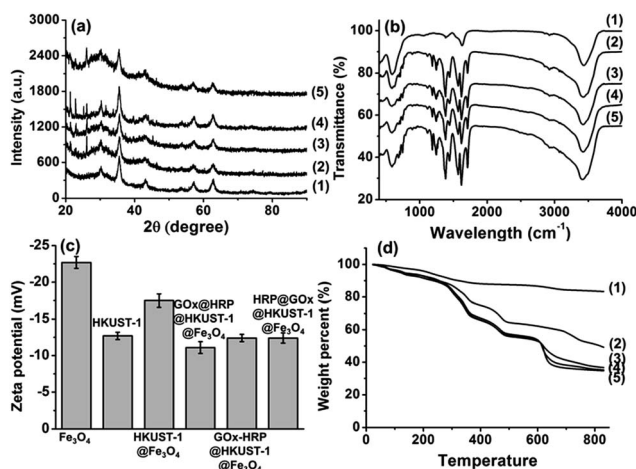 (a)
Intensity (a.u.)
3000
2400
1800
1200
600
0
(5)
(4)
(3)
(2)
(1)
20 40 60 80
2θ (degree)
(b)
Transmittance (%)
100
80
60
40
(1)
(2)
(3)
(4)
(5)
1000 2000 3000 4000
Wavelength (cm-1)
(c)
Zeta potential (mV)
-25
-20
-15
-10
-5
0
HKUST-1
GOx@HRP
@HKUST-1
@Fe3O4
HRP@GOx
@HKUST-1
@Fe3O4
Fe3O4
HKUST-1
@Fe3O4
GOx-HRP
@HKUST-1
@Fe3O4
(d)
Weight percent (%)
100
80
60
40
20
0
(1)
(2)
(3)
(4)
(5)
0 200 400 600 800
Temperature